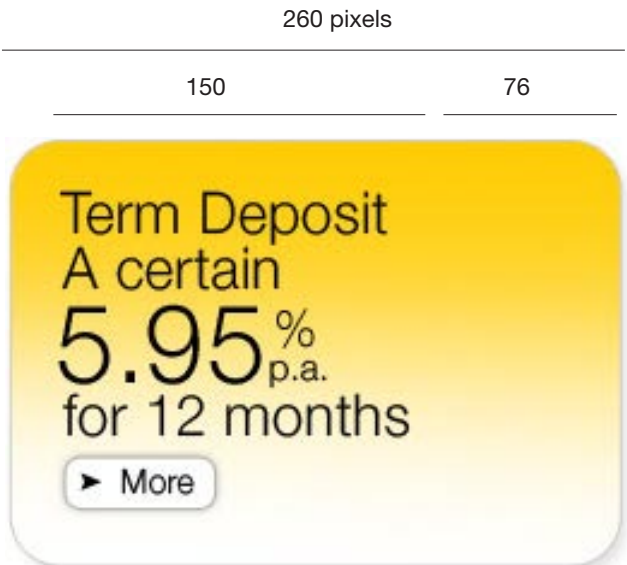 260 pixels
150 76
Term Deposit
A certain
5.95% p.a.
for 12 months
➤ More